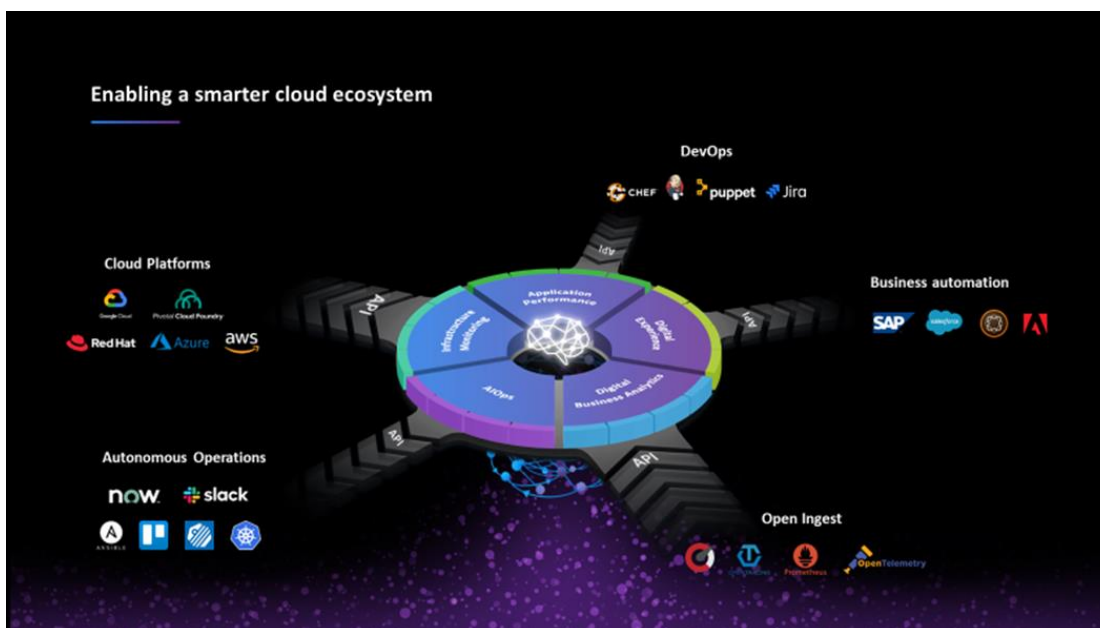 Enabling a smarter cloud ecosystem
DevOps
CHEF
puppet
Jira
Cloud Platforms
Google Cloud
Pivotal Cloud Foundry
Red Hat
Azure
aws
Business automation
SAP
salesforce
API
API
API
API
API
Application
Performance
Digital
Experience
Infrastructure
Monitoring
AIOps
Digital
Business Analytics
Autonomous Operations
now
slack
A
ANSIBLE
Open Ingest
Prometheus
OpenTelemetry